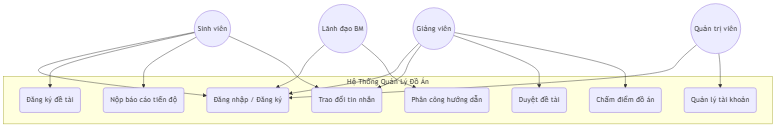 Sinh viên
Lãnh đạo BM
Giảng viên
Quản trị viên
Hệ Thống Quản Lý Đồ Án
Đăng ký đề tài
Nộp báo cáo tiến độ
Đăng nhập / Đăng ký
Trao đổi tin nhắn
Phân công hướng dẫn
Duyệt đề tài
Chấm điểm đồ án
Quản lý tài khoản